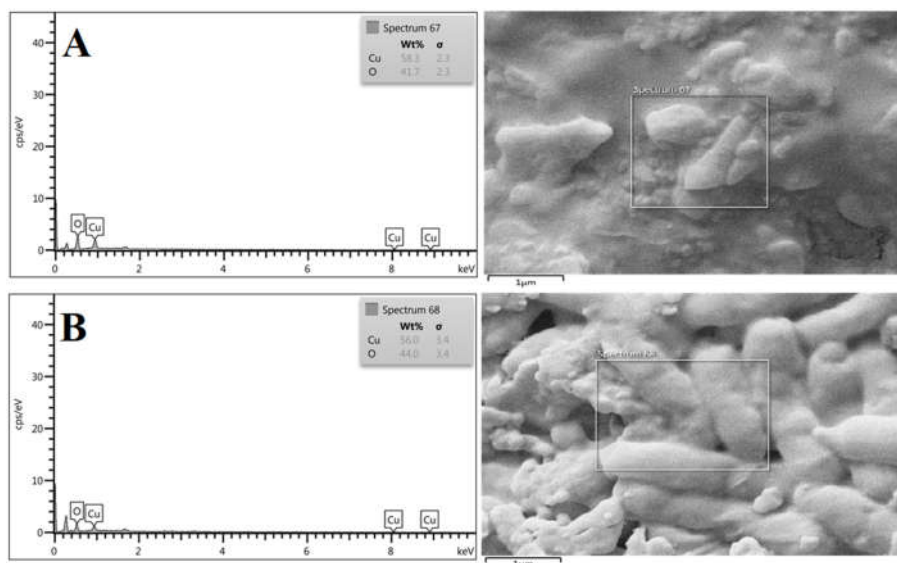 A
Spectrum 67
Wt% σ
Cu 58.3 2.3
O 41.7 2.3
cps/eV
40
30
20
10
0
O Cu Cu Cu
0 2 4 6 8 keV
Spectrum 67
1μm
B
Spectrum 68
Wt% σ
Cu 56.0 3.4
O 44.0 3.4
cps/eV
40
30
20
10
0
O Cu Cu Cu
0 2 4 6 8 keV
Spectrum 68